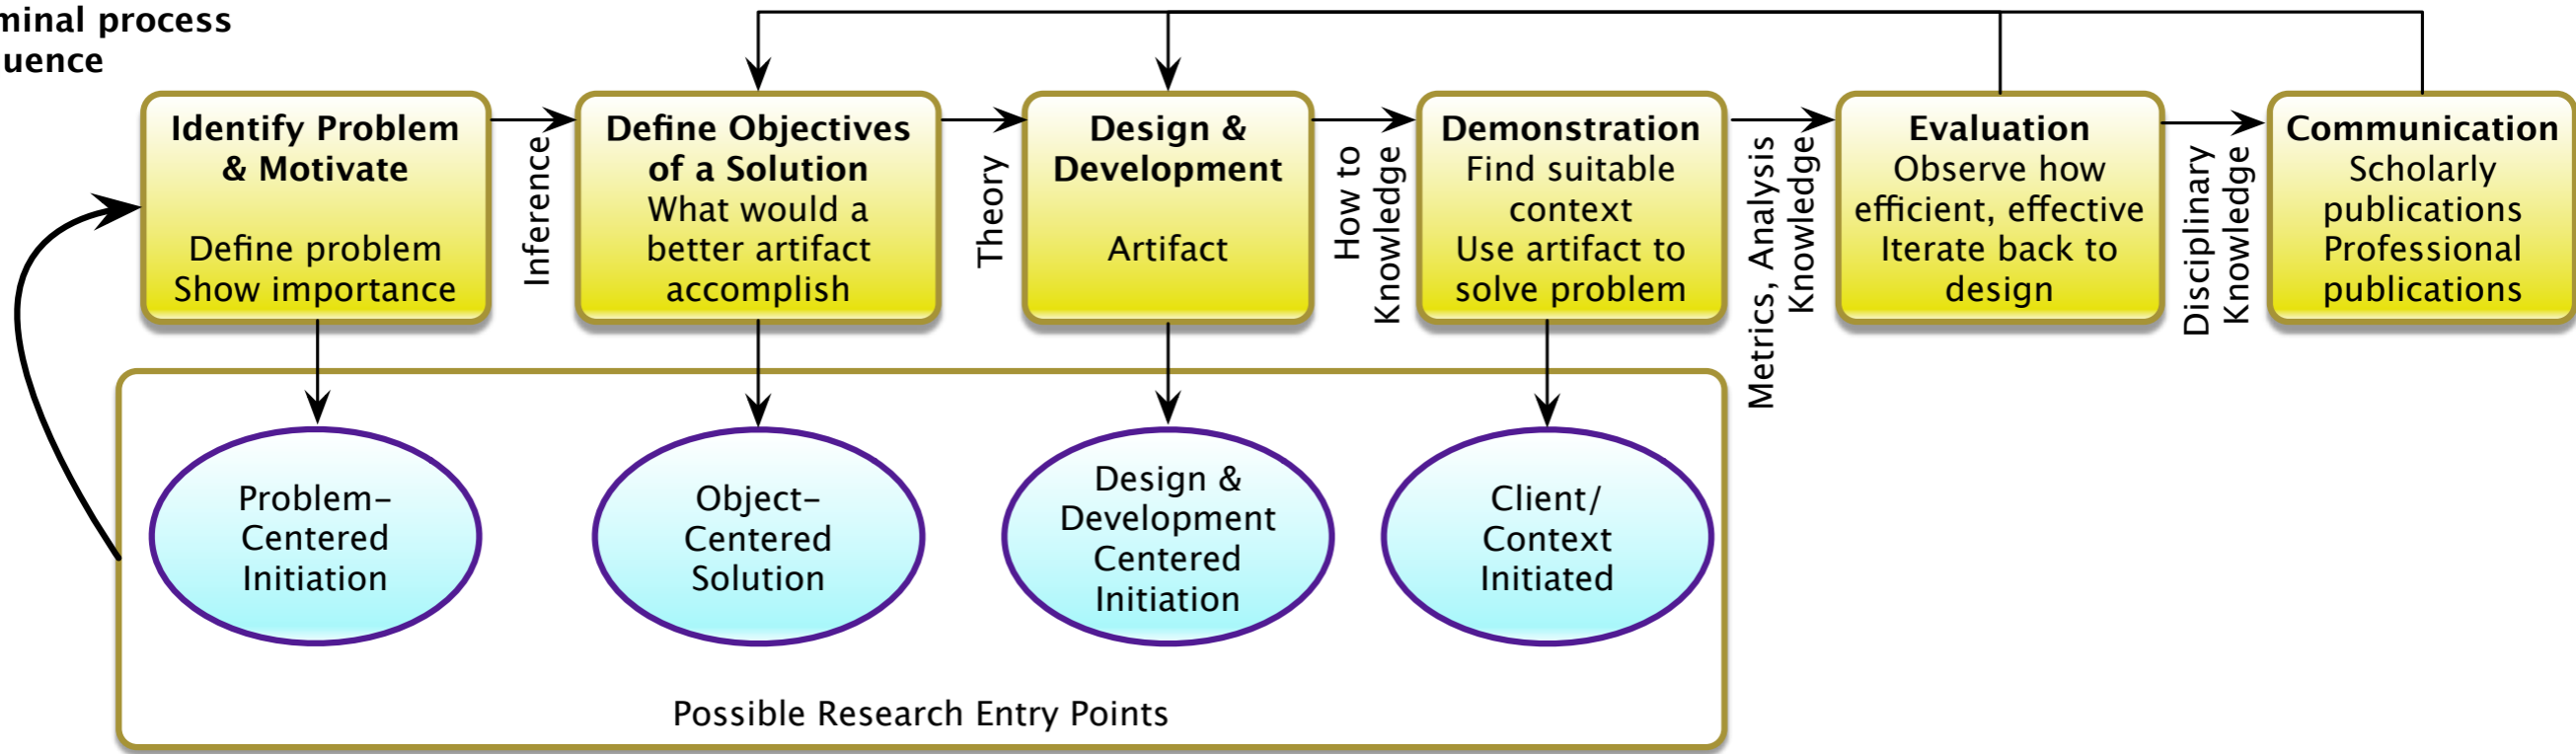 minal process
uence
Identify Problem
& Motivate
Define problem
Show importance
Inference
Define Objectives
of a Solution
What would a
better artifact
accomplish
Theory
Design &
Development
Artifact
How to
Knowledge
Demonstration
Find suitable
context
Use artifact to
solve problem
Metrics, Analysis
Knowledge
Evaluation
Observe how
efficient, effective
Iterate back to
design
Disciplinary
Knowledge
Communication
Scholarly
publications
Professional
publications
Problem-
Centered
Initiation
Object-
Centered
Solution
Design &
Development
Centered
Initiation
Client/
Context
Initiated
Possible Research Entry Points